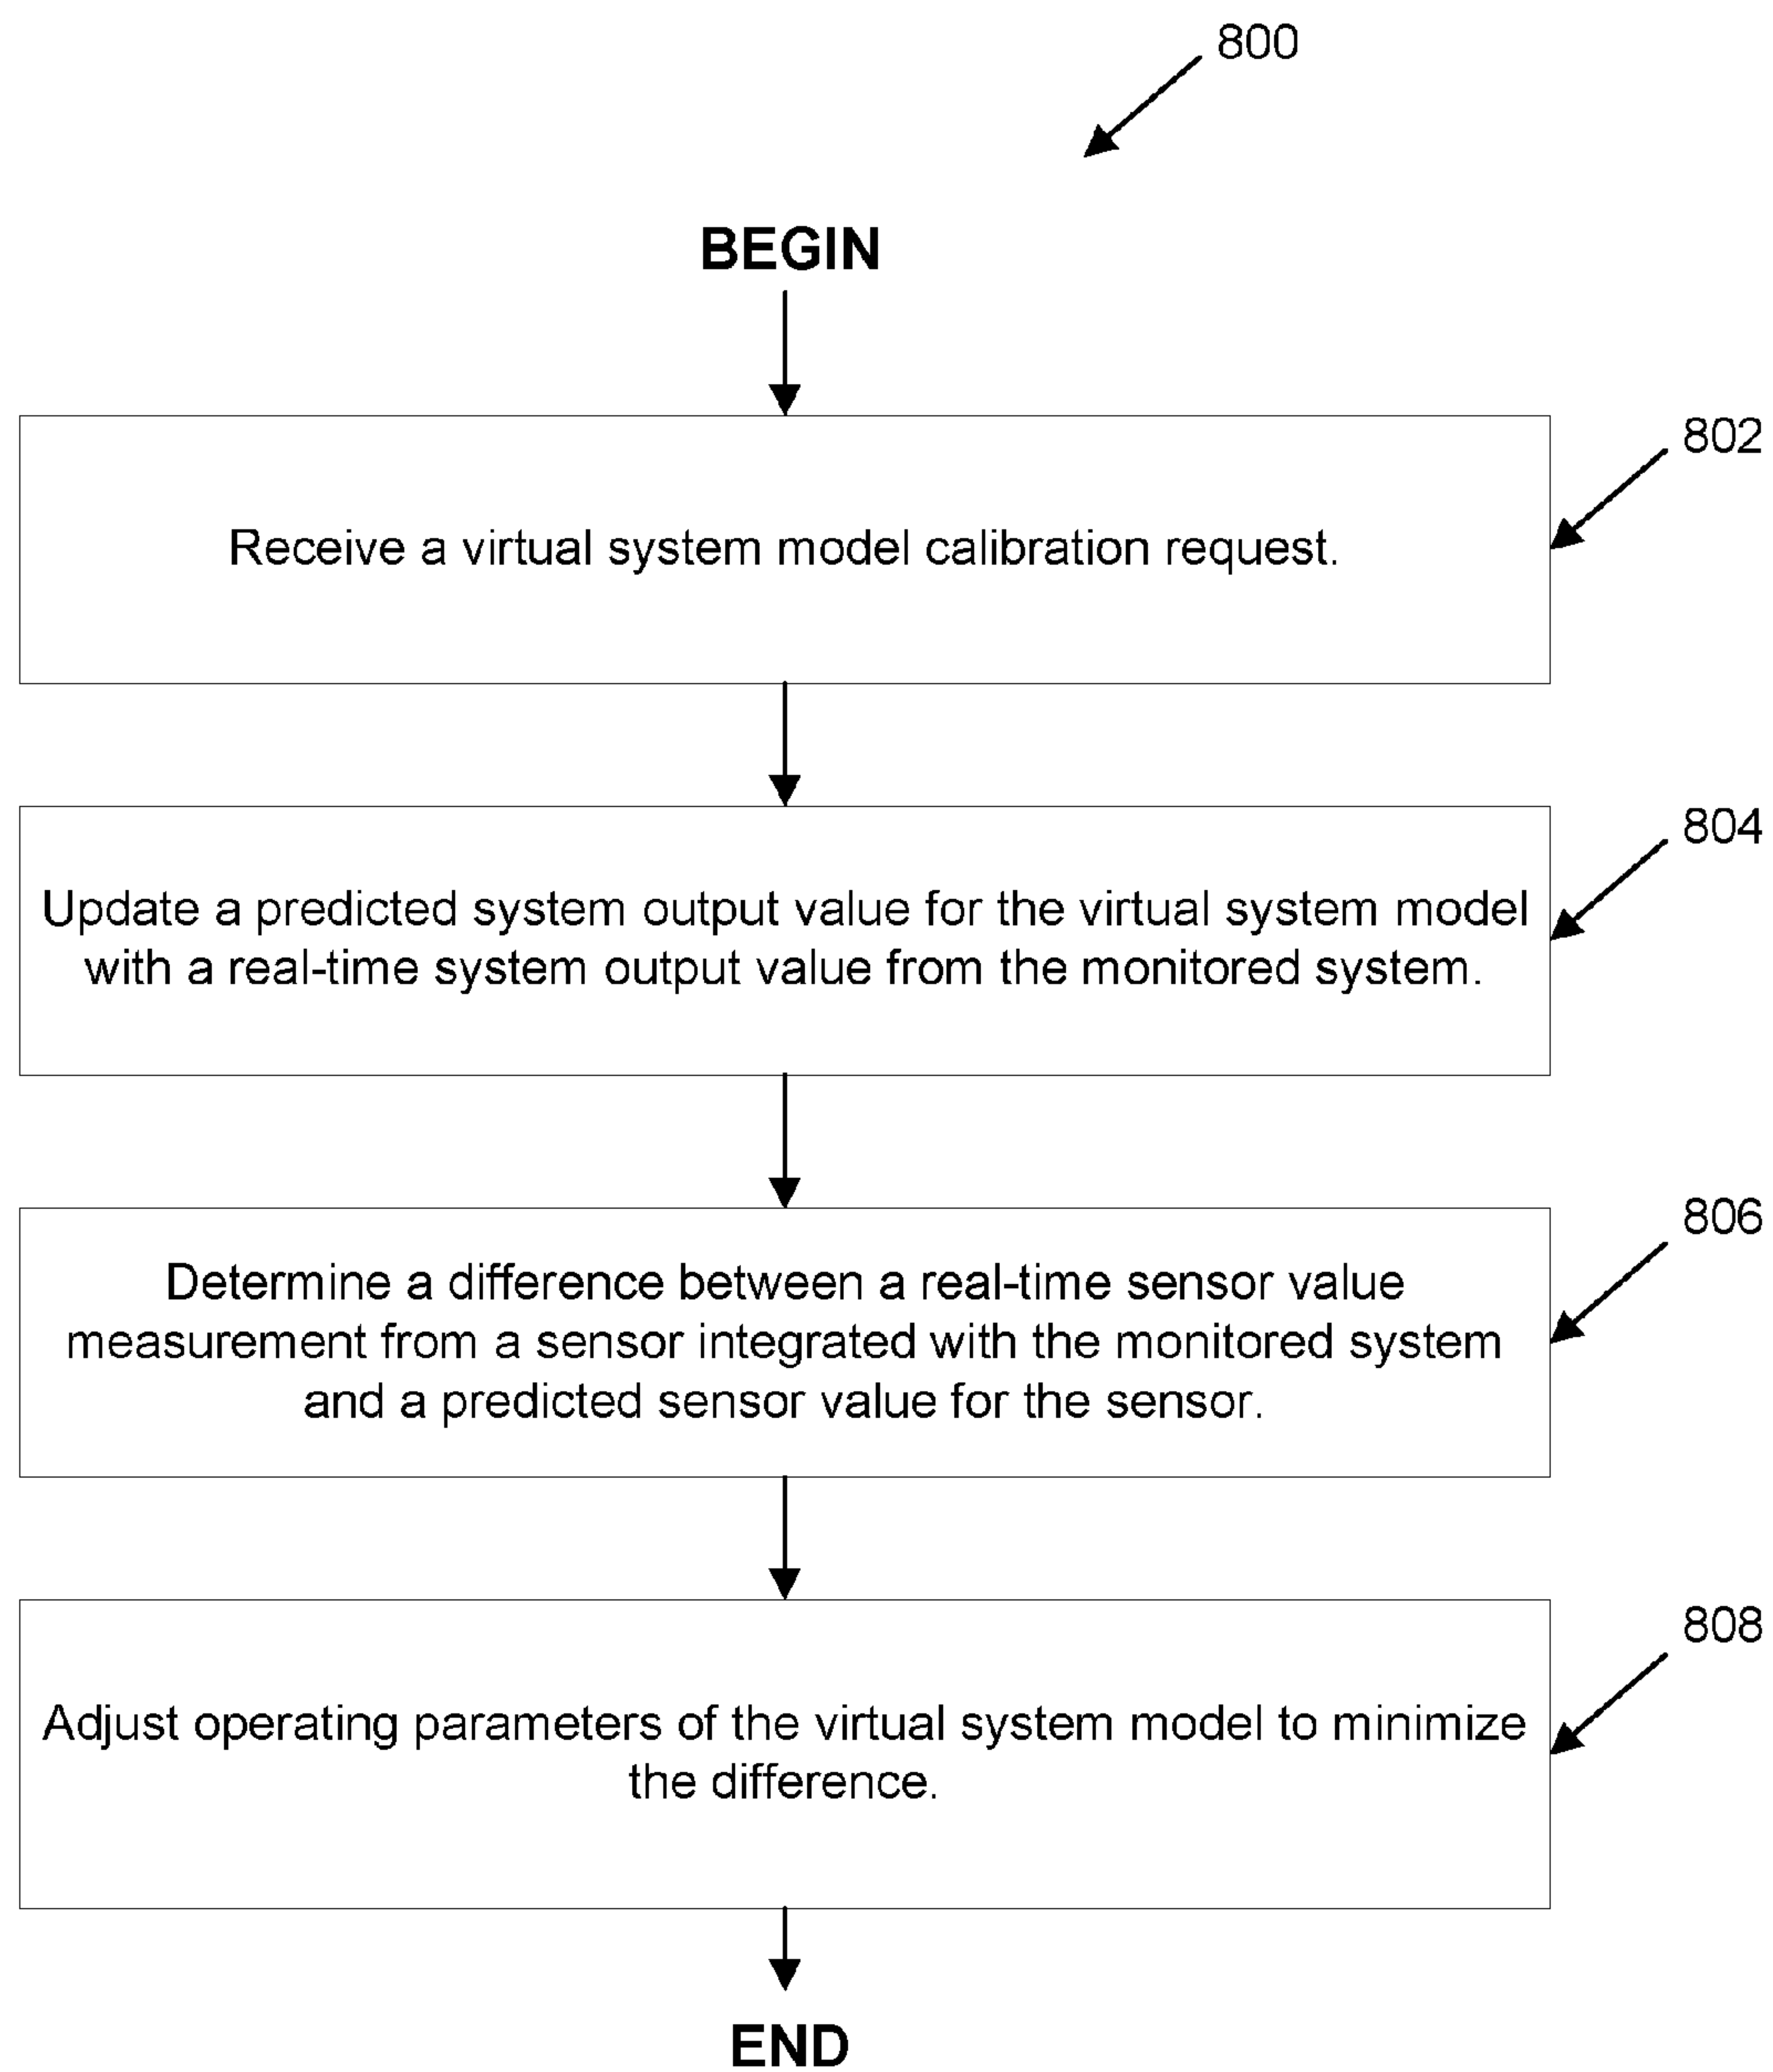 800
BEGIN
802
Receive a virtual system model calibration request.
804
Update a predicted system output value for the virtual system model
with a real-time system output value from the monitored system.
806
Determine a difference between a real-time sensor value
measurement from a sensor integrated with the monitored system
and a predicted sensor value for the sensor.
808
Adjust operating parameters of the virtual system model to minimize
the difference.
END